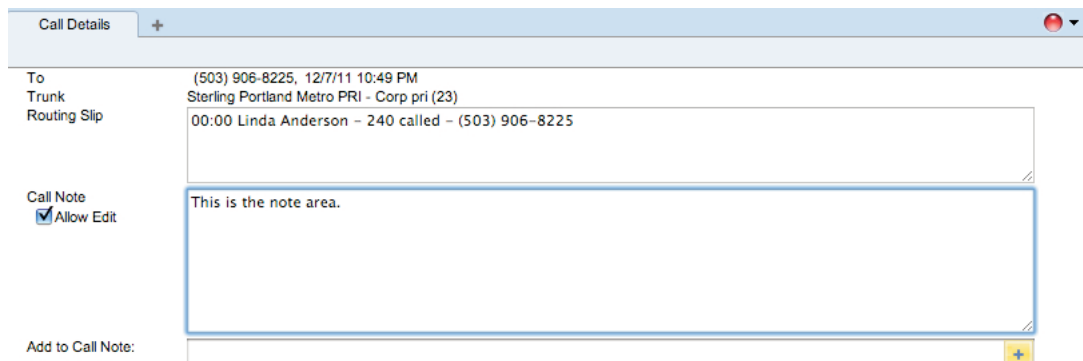 Call Details +
To (503) 906-8225, 12/7/11 10:49 PM
Trunk Sterling Portland Metro PRI - Corp pri (23)
Routing Slip 00:00 Linda Anderson – 240 called – (503) 906-8225
Call Note This is the note area.
Allow Edit
Add to Call Note: +